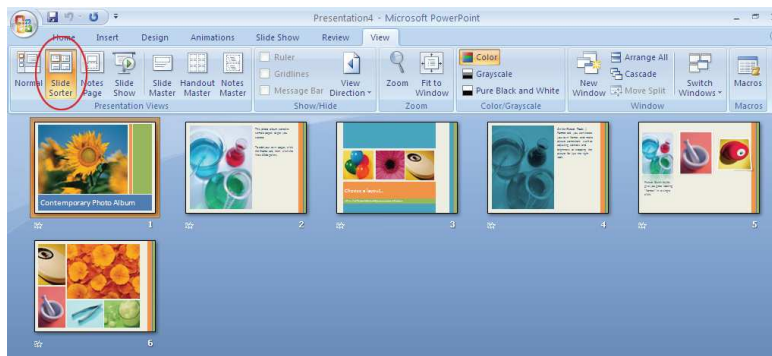 Presentation4 - Microsoft PowerPoint
Home Insert Design Animations Slide Show Review View
Normal Slide Sorter Notes Page Slide Show Slide Master Handout Master Notes Master
Presentation Views
Ruler
Gridlines
Message Bar
View Direction
Show/Hide
Zoom Fit to Window
Zoom
Color
Grayscale
Pure Black and White
Color/Grayscale
New Window
Arrange All
Cascade
Move Split
Switch Windows
Window
Macros
Macros
Contemporary Photo Album
1 2 3 4 5
Choose a layout...
6